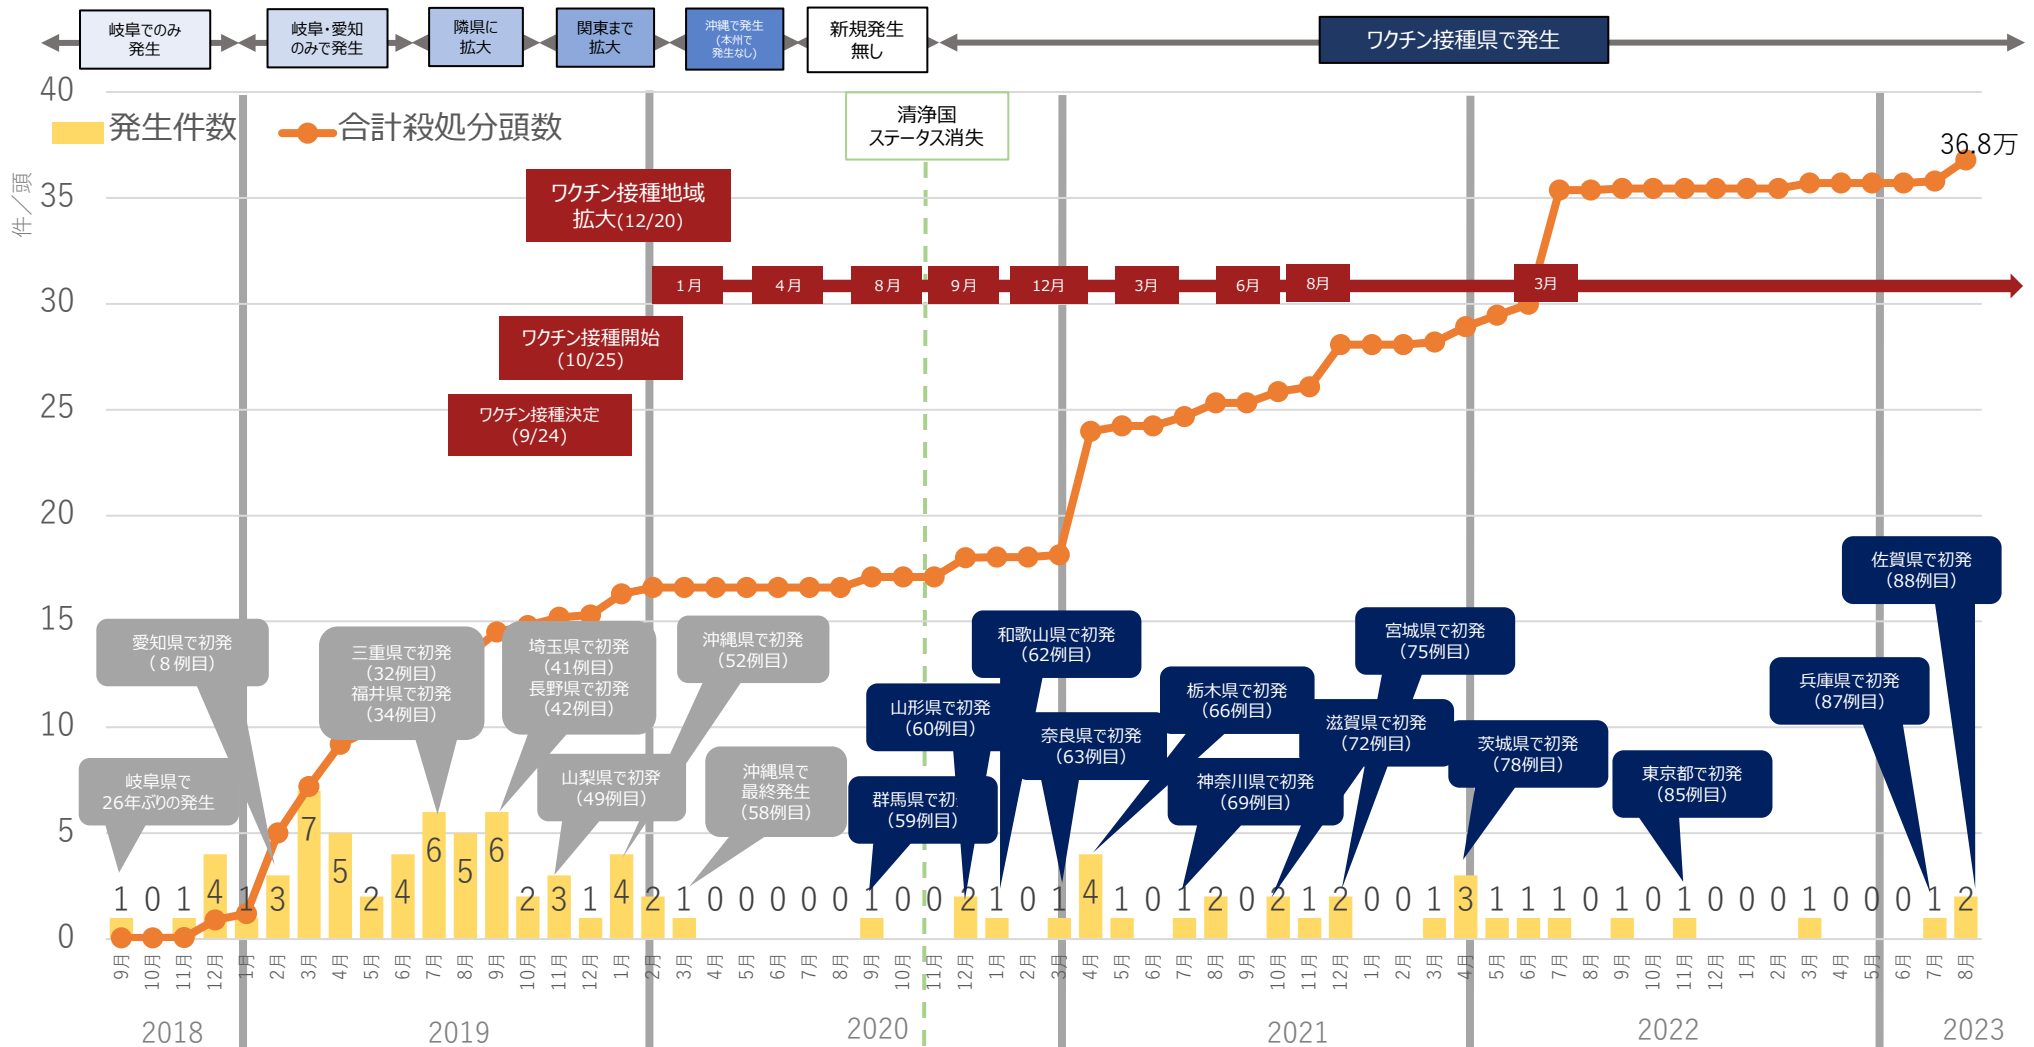 岐阜でのみ
発生
岐阜・愛知
のみで発生
隣県に
拡大
関東まで
拡大
沖縄で発生
(本州で
発生なし)
新規発生
無し
ワクチン接種県で発生
40
35
30
25
20
15
10
5
0
件／頭
発生件数
合計殺処分頭数
清浄国
ステータス消失
36.8万
ワクチン接種地域
拡大(12/20)
1月
4月
8月
9月
12月
3月
6月
8月
3月
ワクチン接種開始
(10/25)
ワクチン接種決定
(9/24)
愛知県で初発
（８例目）
岐阜県で
26年ぶりの発生
三重県で初発
（32例目）
福井県で初発
（34例目）
埼玉県で初発
（41例目）
長野県で初発
（42例目）
山梨県で初発
（49例目）
沖縄県で初発
（52例目）
沖縄県で
最終発生
（58例目）
群馬県で初
（59例目）
山形県で初発
（60例目）
和歌山県で初発
（62例目）
奈良県で初発
（63例目）
栃木県で初発
（66例目）
神奈川県で初発
（69例目）
滋賀県で初発
（72例目）
宮城県で初発
（75例目）
茨城県で初発
（78例目）
東京都で初発
（85例目）
兵庫県で初発
（87例目）
佐賀県で初発
（88例目）
1 0 1 4 1 3 7 5 2 4 6 5 6 2 3 1 4 2 1 0 0 0 0 0 1 0 0 2 1 0 1 4 1 0 1 2 0 2 1 2 0 0 1 3 1 1 1 0 1 0 1 0 0 0 1 0 0 0 1 2
9月 10月 11月 12月 1月 2月 3月 4月 5月 6月 7月 8月 9月 10月 11月 12月 1月 2月 3月 4月 5月 6月 7月 8月 9月 10月 11月 12月 1月 2月 3月 4月 5月 6月 7月 8月 9月 10月 11月 12月 1月 2月 3月 4月 5月 6月 7月 8月 9月 10月 11月 12月 1月 2月 3月 4月 5月 6月 7月 8月
2018 2019 2020 2021 2022 2023